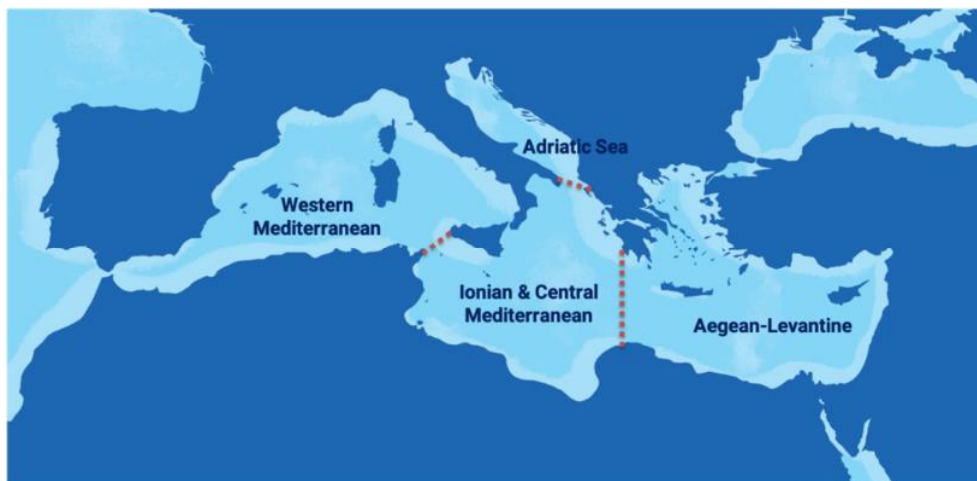 Adriatic Sea
Western
Mediterranean
Ionian & Central
Mediterranean
Aegean-Levantine